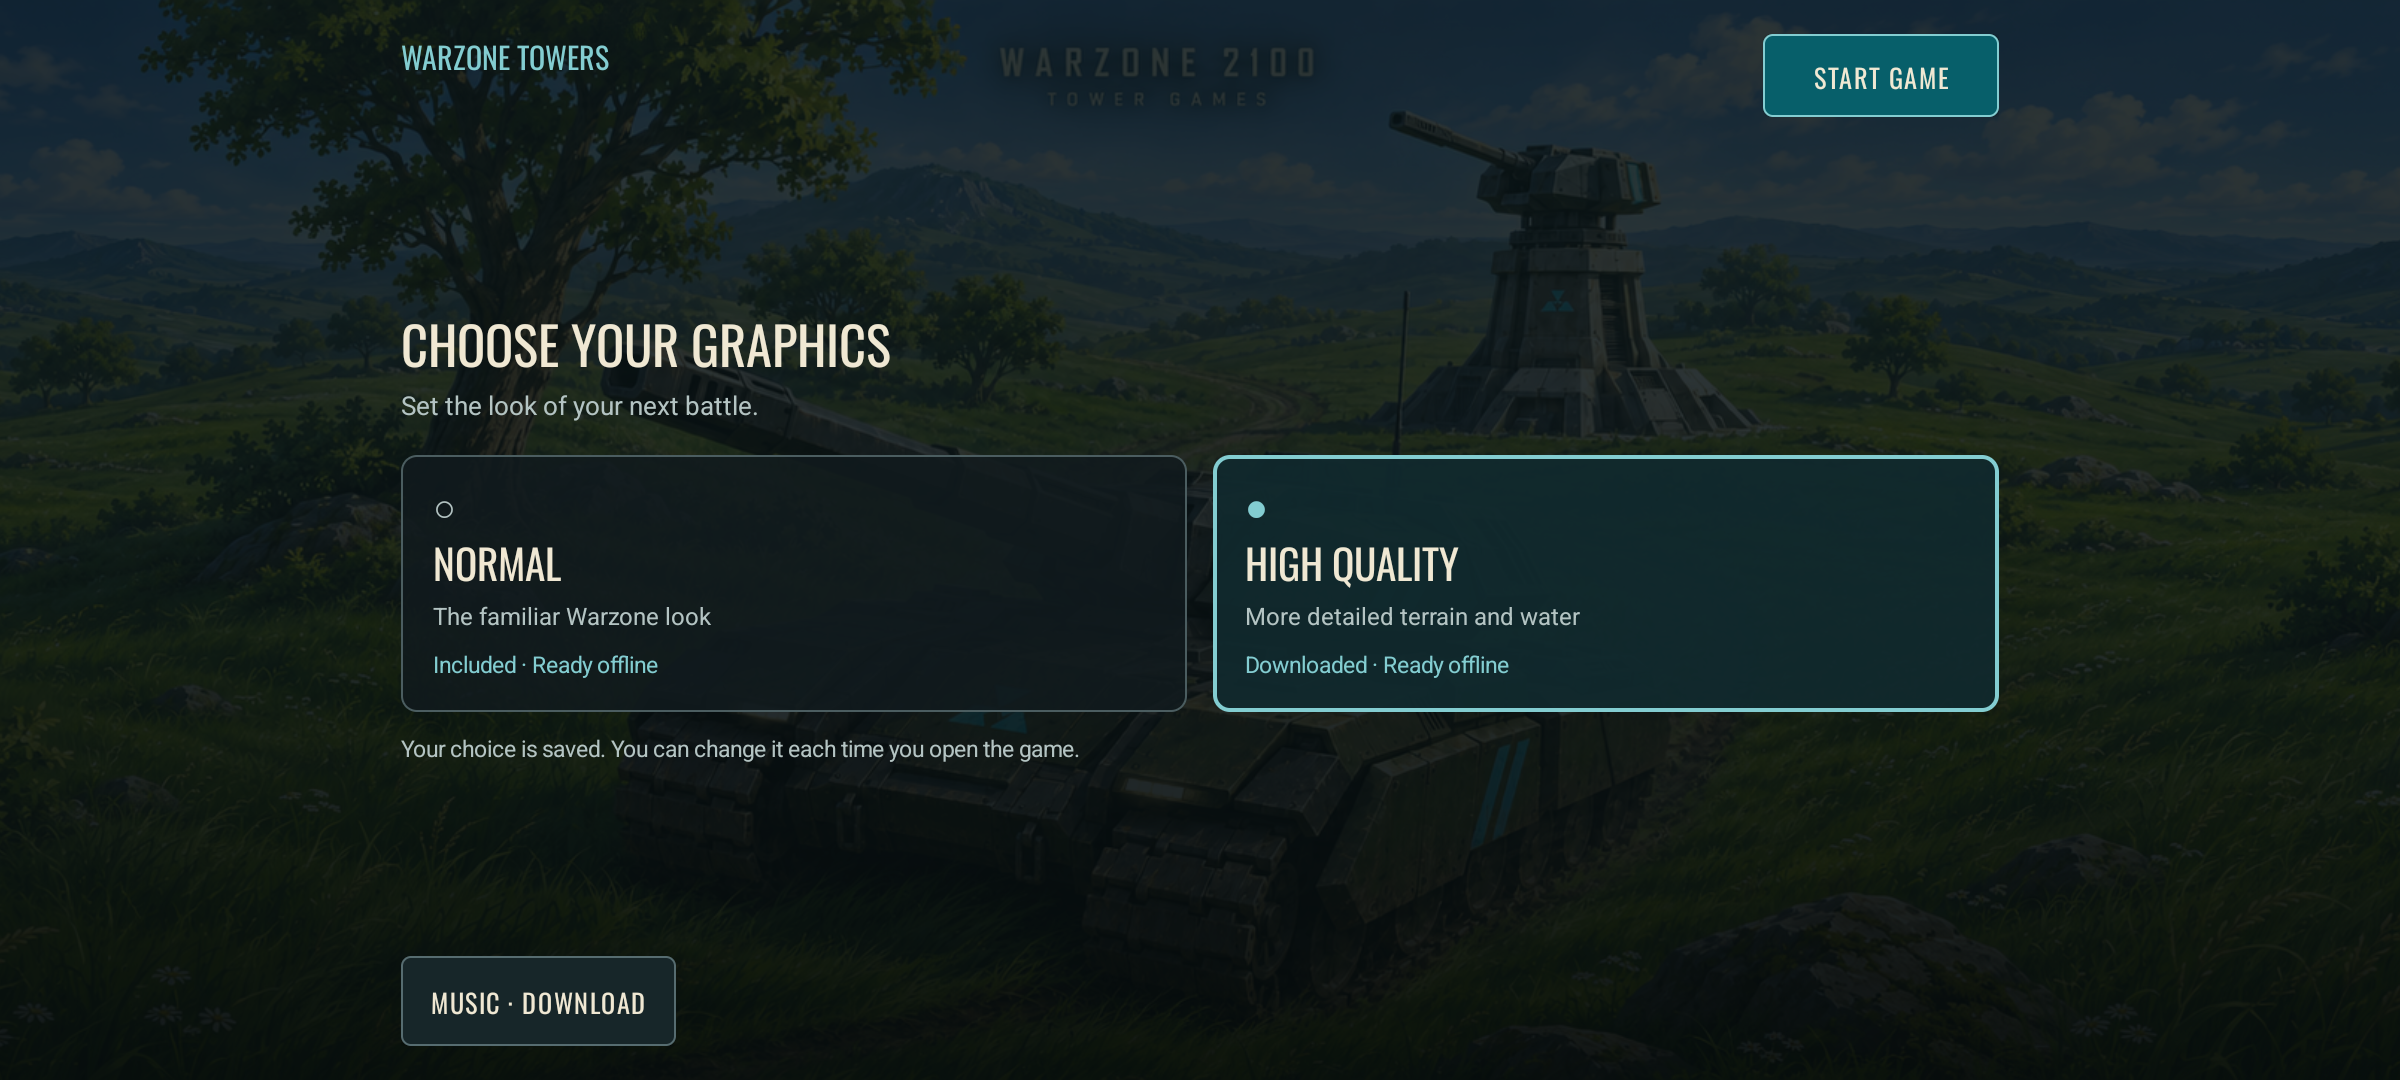 WARZONE TOWERS
WARZONE 2100
TOWER GAMES
START GAME
CHOOSE YOUR GRAPHICS
Set the look of your next battle.
NORMAL
The familiar Warzone look
Included · Ready offline
HIGH QUALITY
More detailed terrain and water
Downloaded · Ready offline
Your choice is saved. You can change it each time you open the game.
MUSIC · DOWNLOAD